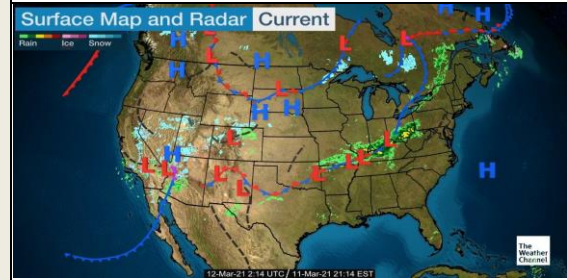 Surface Map and Radar Current
Rain Ice Snow
H
H
L
H
L
L
H
H
L
H
L
H
H
L
L
H
L
L
L
L
L
L
L
L
H
The
Weather
Channel
12-Mar-21 2:14 UTC / 11-Mar-21 21:14 EST